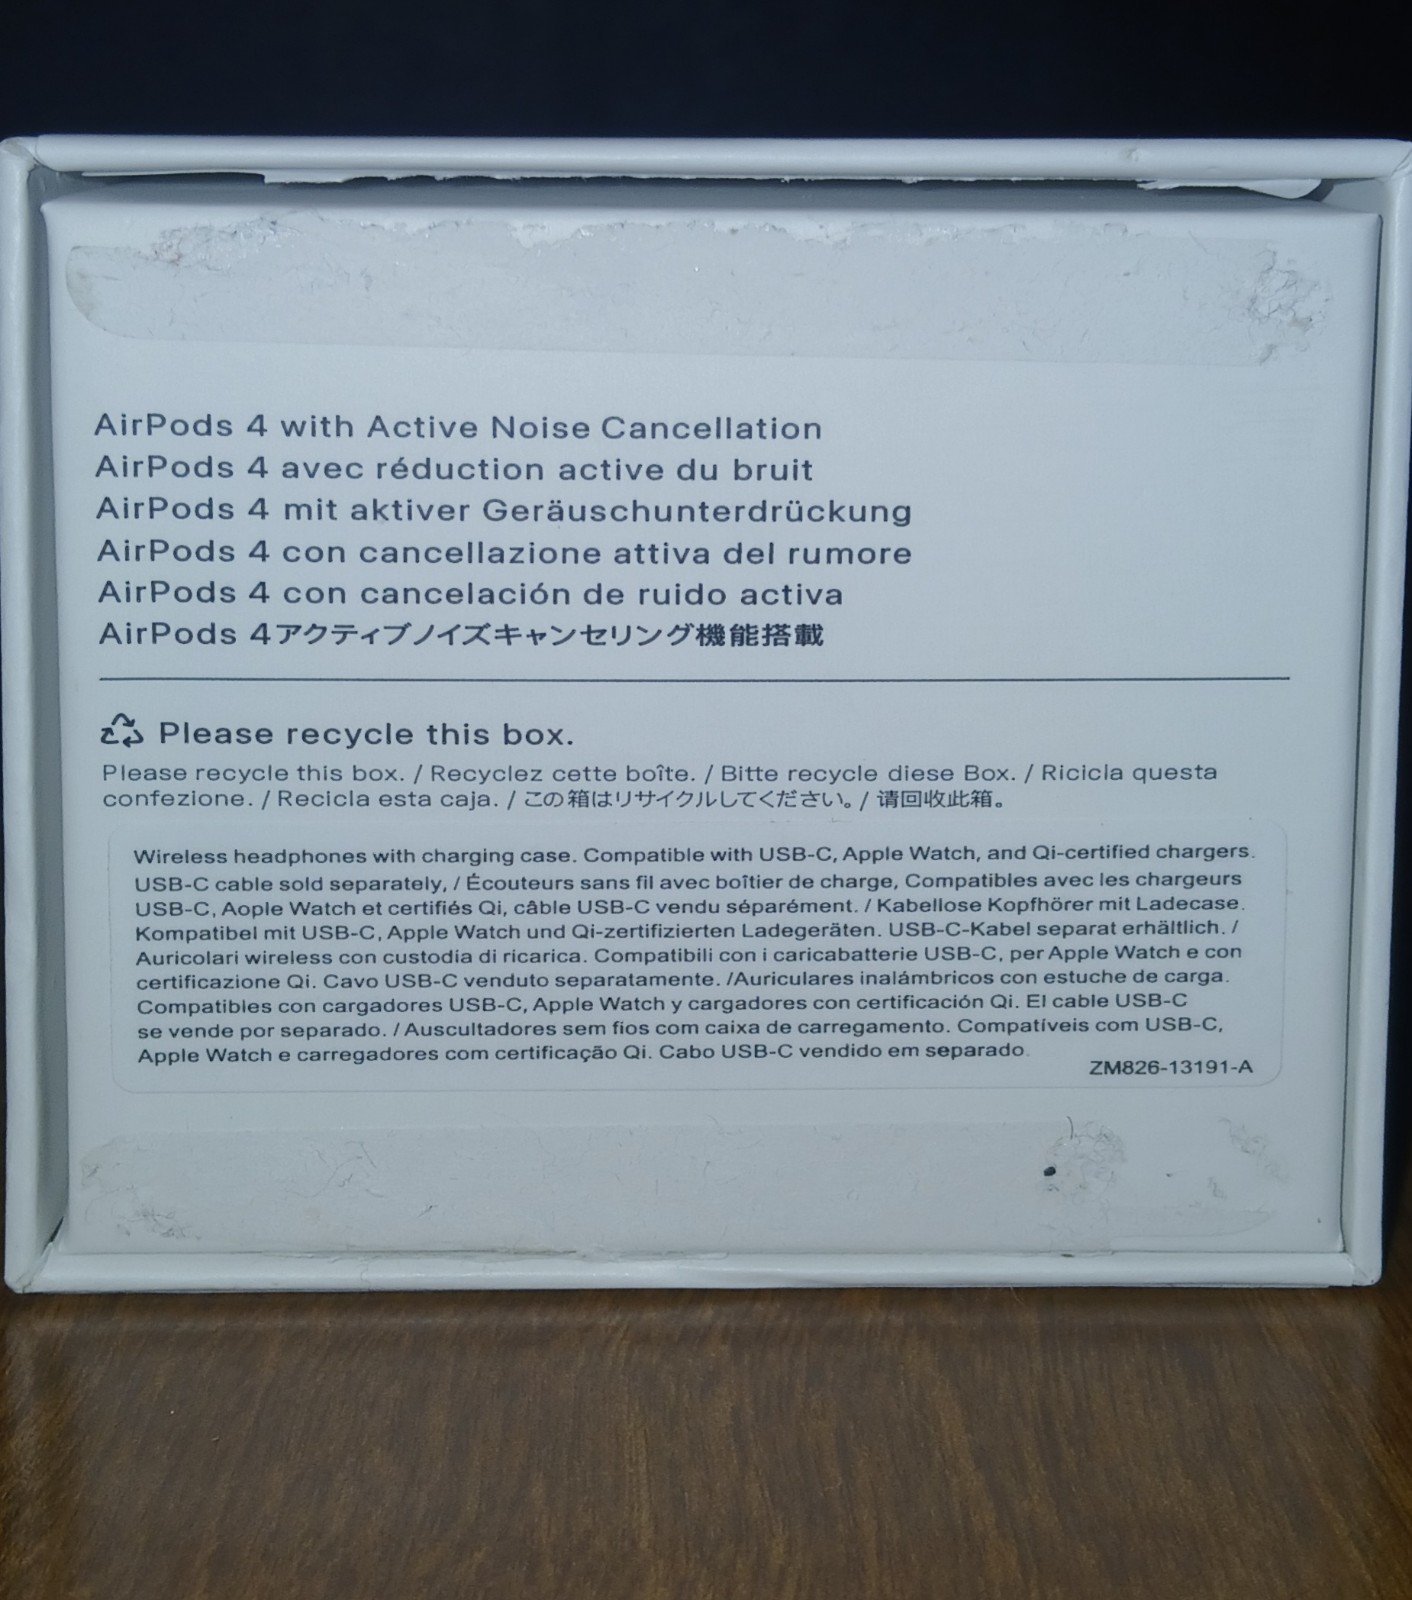 AirPods 4 with Active Noise Cancellation
AirPods 4 avec réduction active du bruit
AirPods 4 mit aktiver Geräuschunterdrückung
AirPods 4 con cancellazione attiva del rumore
AirPods 4 con cancelación de ruido activa
AirPods 4アクティブノイズキャンセリング機能搭載
Please recycle this box.
Please recycle this box. / Recyclez cette boîte. / Bitte recycle diese Box. / Ricicla questa
confezione. / Recicla esta caja. / この箱はリサイクルしてください。/ 请回收此箱。
Wireless headphones with charging case. Compatible with USB-C, Apple Watch, and Qi-certified chargers.
USB-C cable sold separately, / Écouteurs sans fil avec boîtier de charge, Compatibles avec les chargeurs
USB-C, Aople Watch et certifiés Qi, câble USB-C vendu séparément. / Kabellose Kopfhörer mit Ladecase.
Kompatibel mit USB-C, Apple Watch und Qi-zertifizierten Ladegeräten. USB-C-Kabel separat erhältlich. /
Auricolari wireless con custodia di ricarica. Compatibili con i caricabatterie USB-C, per Apple Watch e con
certificazione Qi. Cavo USB-C venduto separatamente. /Auriculares inalámbricos con estuche de carga.
Compatibles con cargadores USB-C, Apple Watch y cargadores con certificación Qi. El cable USB-C
se vende por separado. / Auscultadores sem fios com caixa de carregamento. Compatíveis com USB-C,
Apple Watch e carregadores com certificação Qi. Cabo USB-C vendido em separado.
ZM826-13191-A